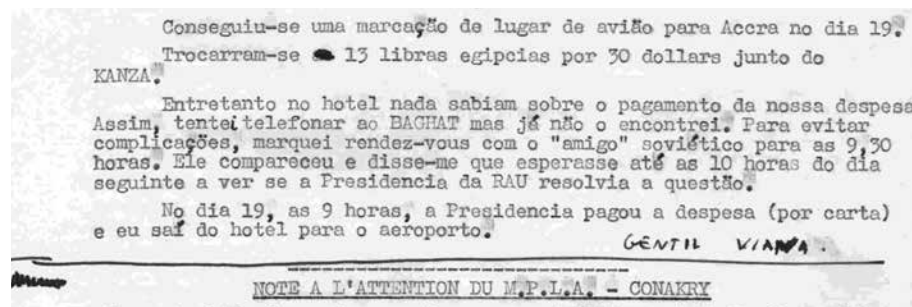 Conseguiu-se uma marcação de lugar de avião para Accra no dia 19.
Trocarram-se 13 libras egipcias por 30 dollars junto do
KANZA.
Entretanto no hotel nada sabiam sobre o pagamento da nossa despesa
Assim, tentei telefonar ao BAGHAT mas já não o encontrei. Para evitar
complicações, marquei rendez-vous com o "amigo" soviético para as 9,30
horas. Ele compareceu e disse-me que esperasse até as 10 horas do dia
seguinte a ver se a Presidencia da RAU resolvia a questão.
No dia 19, as 9 horas, a Presidencia pagou a despesa (por carta)
e eu saí do hotel para o aeroporto.
GENTIL VIANA.
NOTE A L'ATTENTION DU M.P.L.A. - CONAKRY